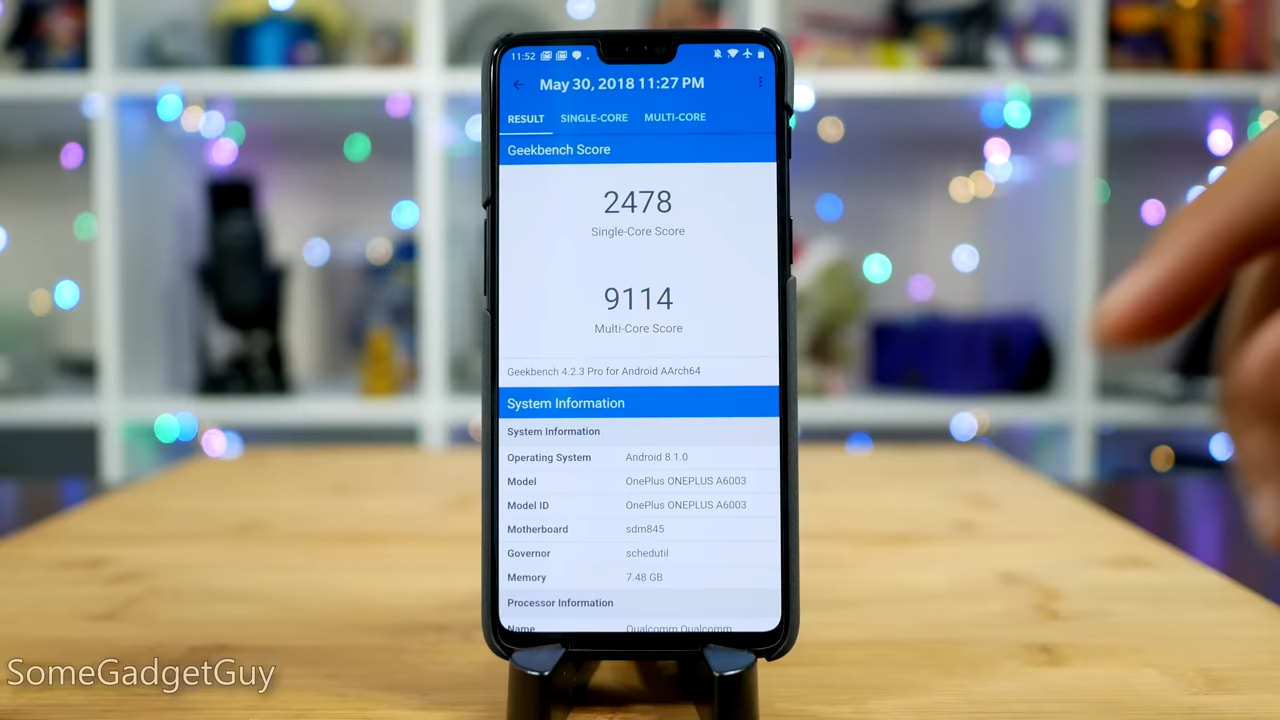 11:52
May 30, 2018 11:27 PM
RESULT SINGLE-CORE MULTI-CORE
Geekbench Score
2478
Single-Core Score
9114
Multi-Core Score
Geekbench 4.2.3 Pro for Android AArch64
System Information
System Information
Operating System Android 8.1.0
Model OnePlus ONEPLUS A6003
Model ID OnePlus ONEPLUS A6003
Motherboard sdm845
Governor schedutil
Memory 7.48 GB
Processor Information
Name Qualcomm Qualcomm
SomeGadgetGuy